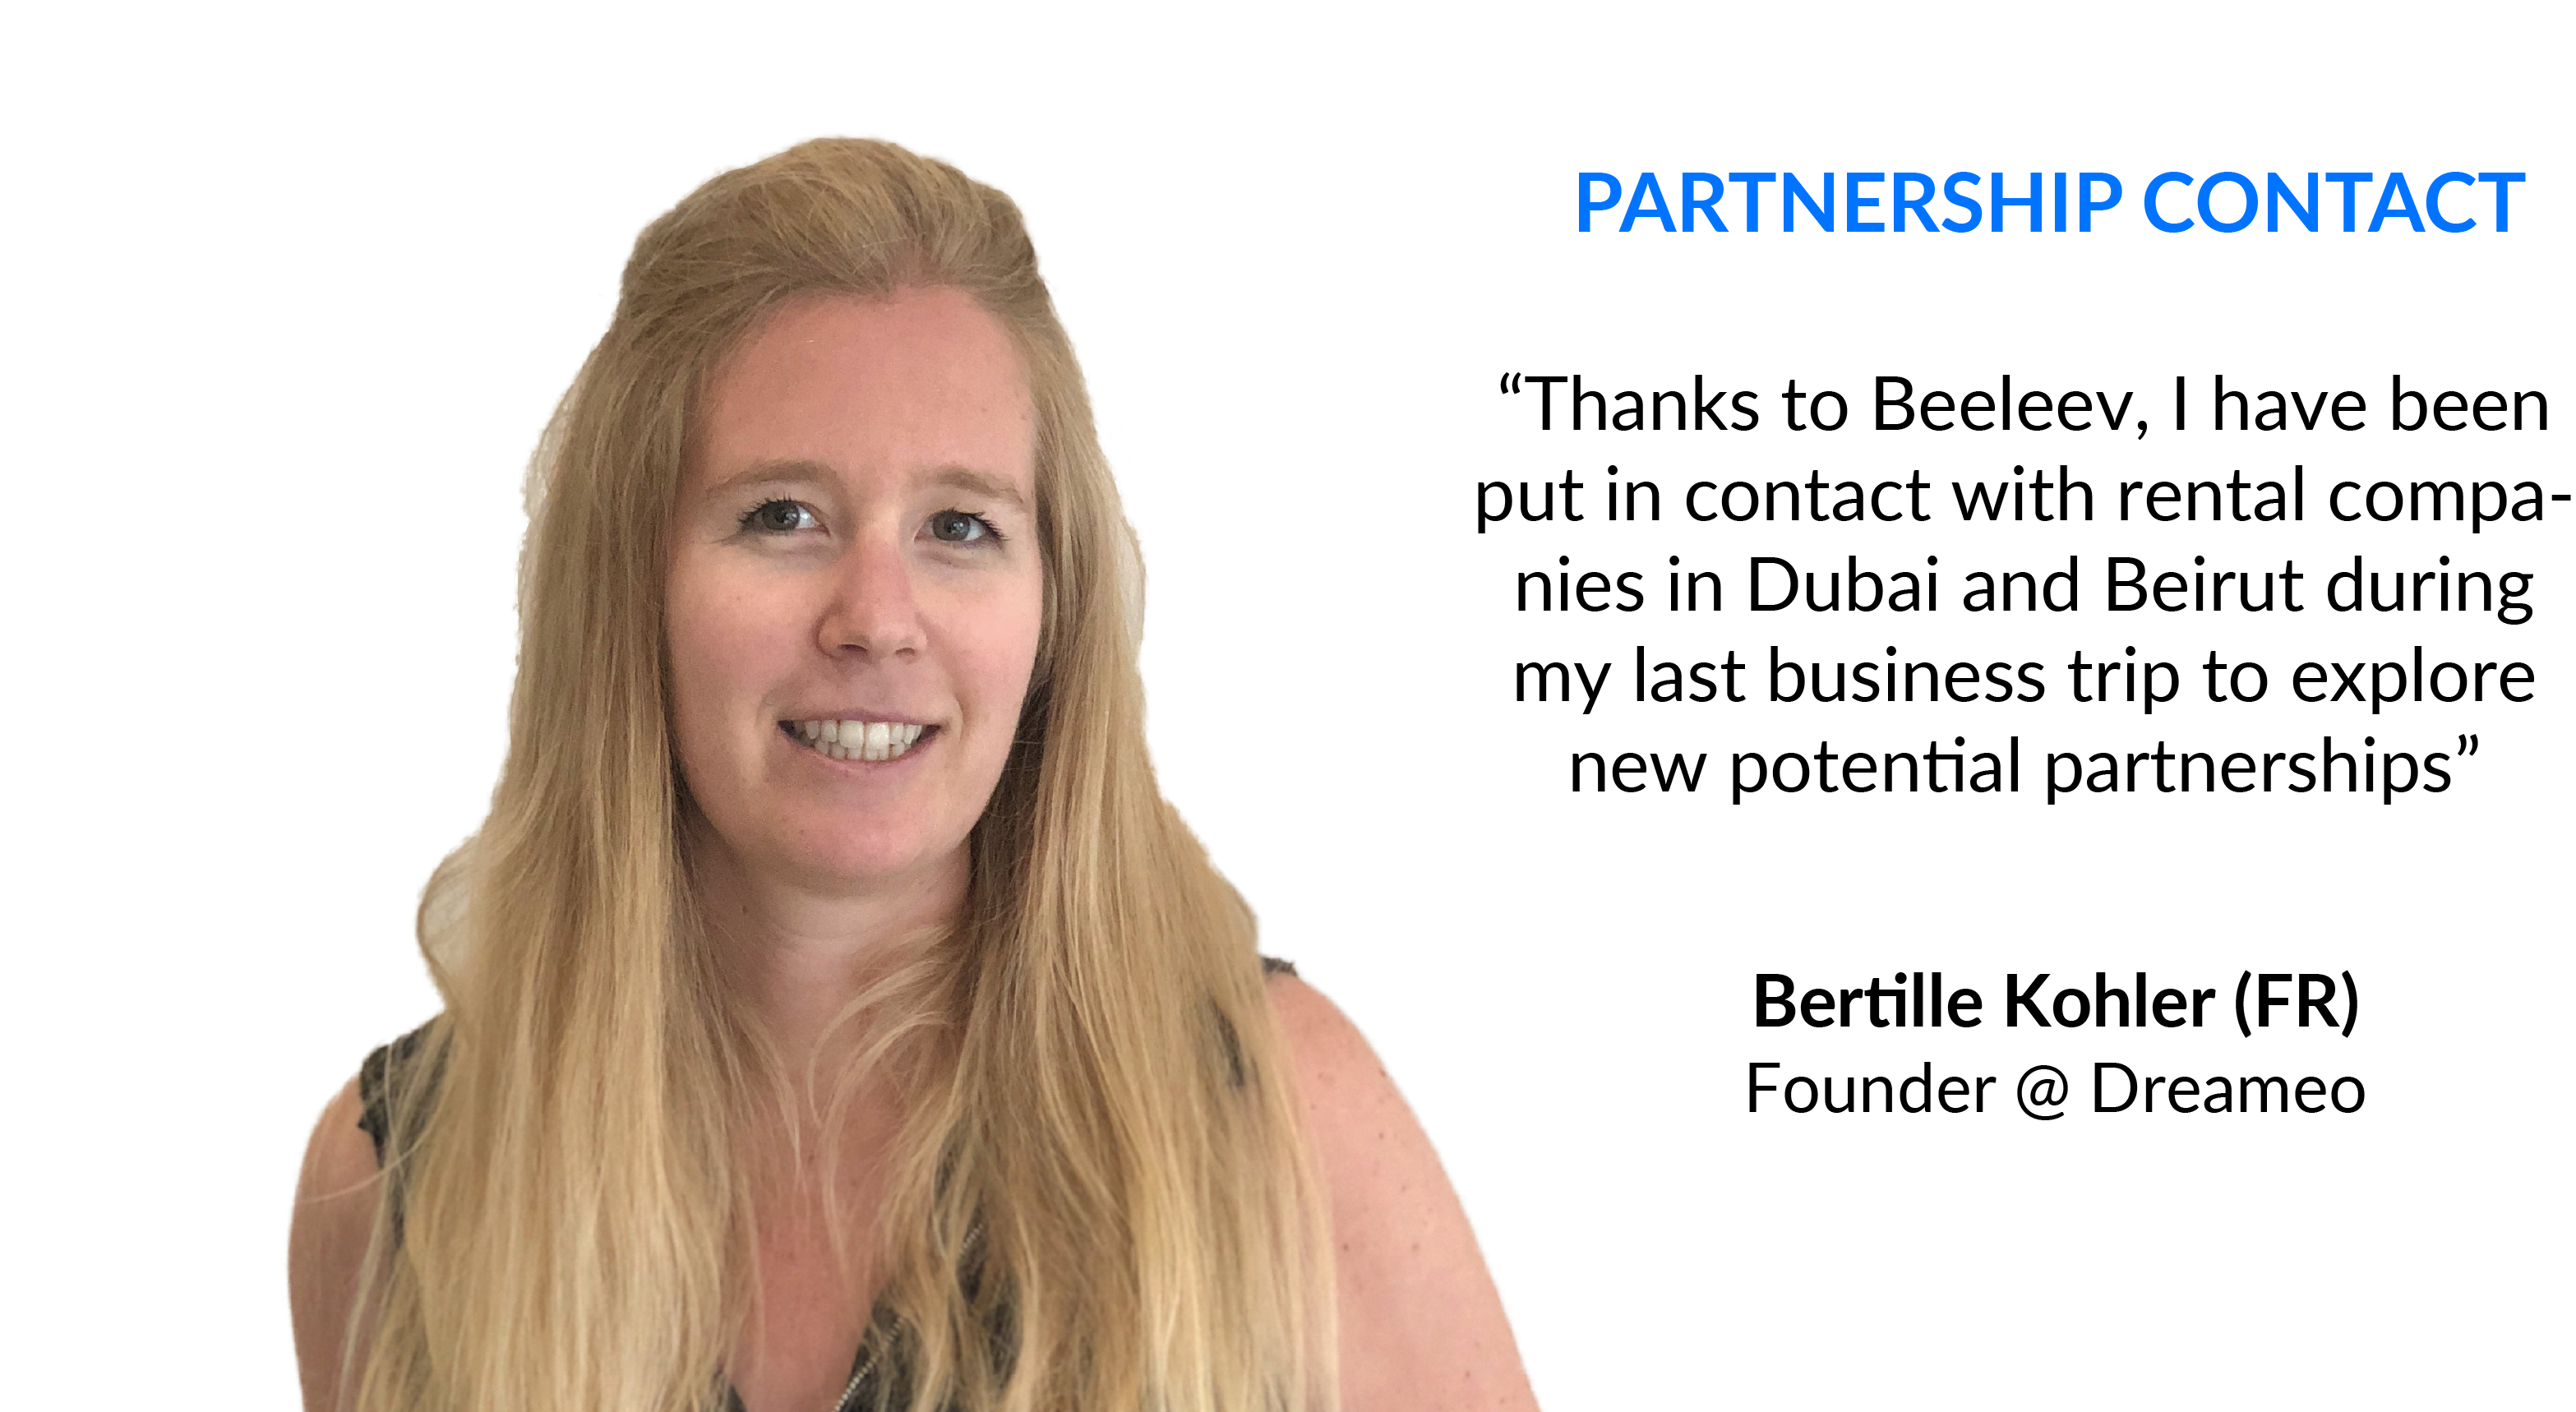 PARTNERSHIP CONTACT
“Thanks to Beeleev, I have been
put in contact with rental compa-
nies in Dubai and Beirut during
my last business trip to explore
new potential partnerships”
Bertille Kohler (FR)
Founder @ Dreameo